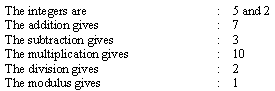 The integers are : 5 and 2
The addition gives : 7
The subtraction gives : 3
The multiplication gives : 10
The division gives : 2
The modulus gives : 1